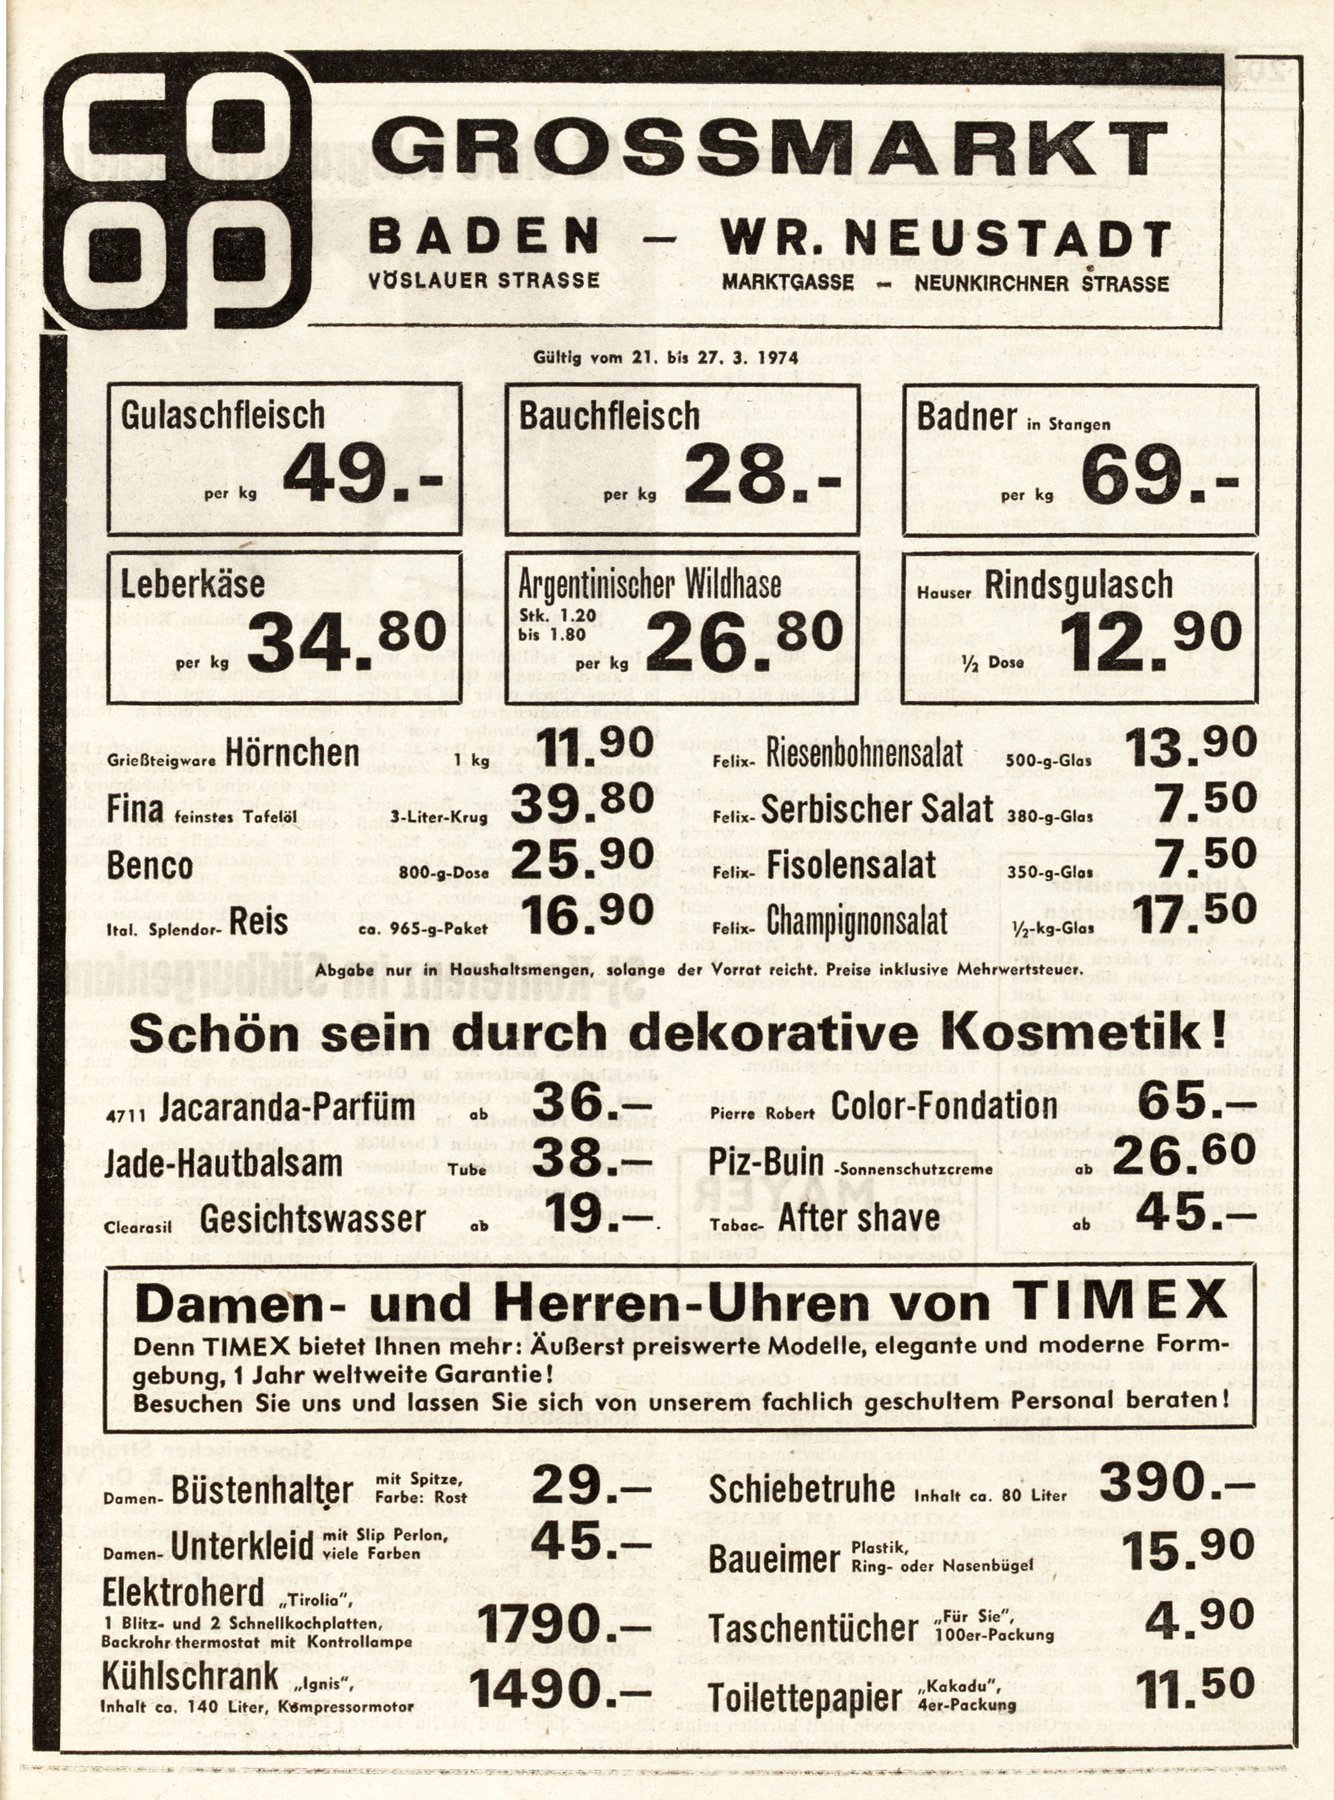 CO
OP
GROSSMARKT
BADEN — WR. NEUSTADT
VÖSLAUER STRASSE MARKTGASSE — NEUNKIRCHNER STRASSE
Gültig vom 21. bis 27. 3. 1974
Gulaschfleisch
per kg 49.-
Bauchfleisch
per kg 28.-
Badner in Stangen
per kg 69.-
Leberkäse
per kg 34.80
Argentinischer Wildhase
Stk. 1.20
bis 1.80
per kg 26.80
Hauser Rindsgulasch
½ Dose 12.90
Grießteigware Hörnchen 1 kg 11.90
Fina feinstes Tafelöl 3-Liter-Krug 39.80
Benco 800-g-Dose 25.90
Ital. Splendor- Reis ca. 965-g-Paket 16.90
Felix- Riesenbohnensalat 500-g-Glas 13.90
Felix- Serbischer Salat 380-g-Glas 7.50
Felix- Fisolensalat 350-g-Glas 7.50
Felix- Champignonsalat ½-kg-Glas 17.50
Abgabe nur in Haushaltsmengen, solange der Vorrat reicht. Preise inklusive Mehrwertsteuer.
Schön sein durch dekorative Kosmetik!
4711 Jacaranda-Parfüm ab 36.—
Jade-Hautbalsam Tube 38.—
Clearasil Gesichtswasser ab 19.—
Pierre Robert Color-Fondation 65.—
Piz-Buin -Sonnenschutzcreme ab 26.60
Tabac- After shave ab 45.—
Damen- und Herren-Uhren von TIMEX
Denn TIMEX bietet Ihnen mehr: Äußerst preiswerte Modelle, elegante und moderne Form-
gebung, 1 Jahr weltweite Garantie!
Besuchen Sie uns und lassen Sie sich von unserem fachlich geschultem Personal beraten!
Damen- Büstenhalter mit Spitze,
Farbe: Rost 29.—
Damen- Unterkleid mit Slip Perlon,
viele Farben 45.—
Elektroherd „Tirolia",
1 Blitz- und 2 Schnellkochplatten,
Backrohrthermostat mit Kontrollampe 1790.—
Kühlschrank „Ignis",
Inhalt ca. 140 Liter, Kompressormotor 1490.—
Schiebetruhe Inhalt ca. 80 Liter 390.—
Baueimer Plastik,
Ring- oder Nasenbügel 15.90
Taschentücher „Für Sie",
100er-Packung 4.90
Toilettepapier „Kakadu",
4er-Packung 11.50